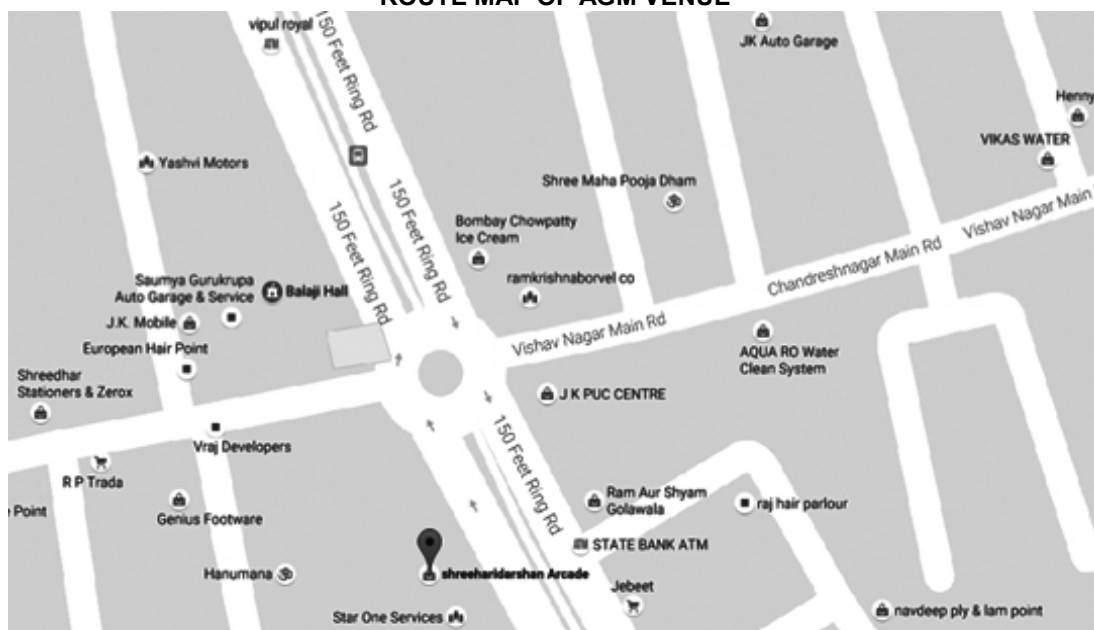 ROUTE MAP OF AGM VENUE
vipul royal
150 Feet Ring Rd
JK Auto Garage
Henny
VIKAS WATER
Yashvi Motors
150 Feet Ring Rd
150 Feet Ring Rd
Shree Maha Pooja Dham
Bombay Chowpatty
Ice Cream
Vishav Nagar Main
Chandreshnagar Main Rd
ramkrishnaborvel co
Saumya Gurukrupa
Auto Garage & Service
Balaji Hall
J.K. Mobile
Vishav Nagar Main Rd
European Hair Point
AQUA RO Water
Clean System
Shreedhar
Stationers & Zerox
J K PUC CENTRE
Vraj Developers
150 Feet Ring Rd
R P Trada
Ram Aur Shyam
Golawala
raj hair parlour
Point
Genius Footware
STATE BANK ATM
Hanumana
shreeharidarshan Arcade
Jebeet
Star One Services
navdeep ply & lam point